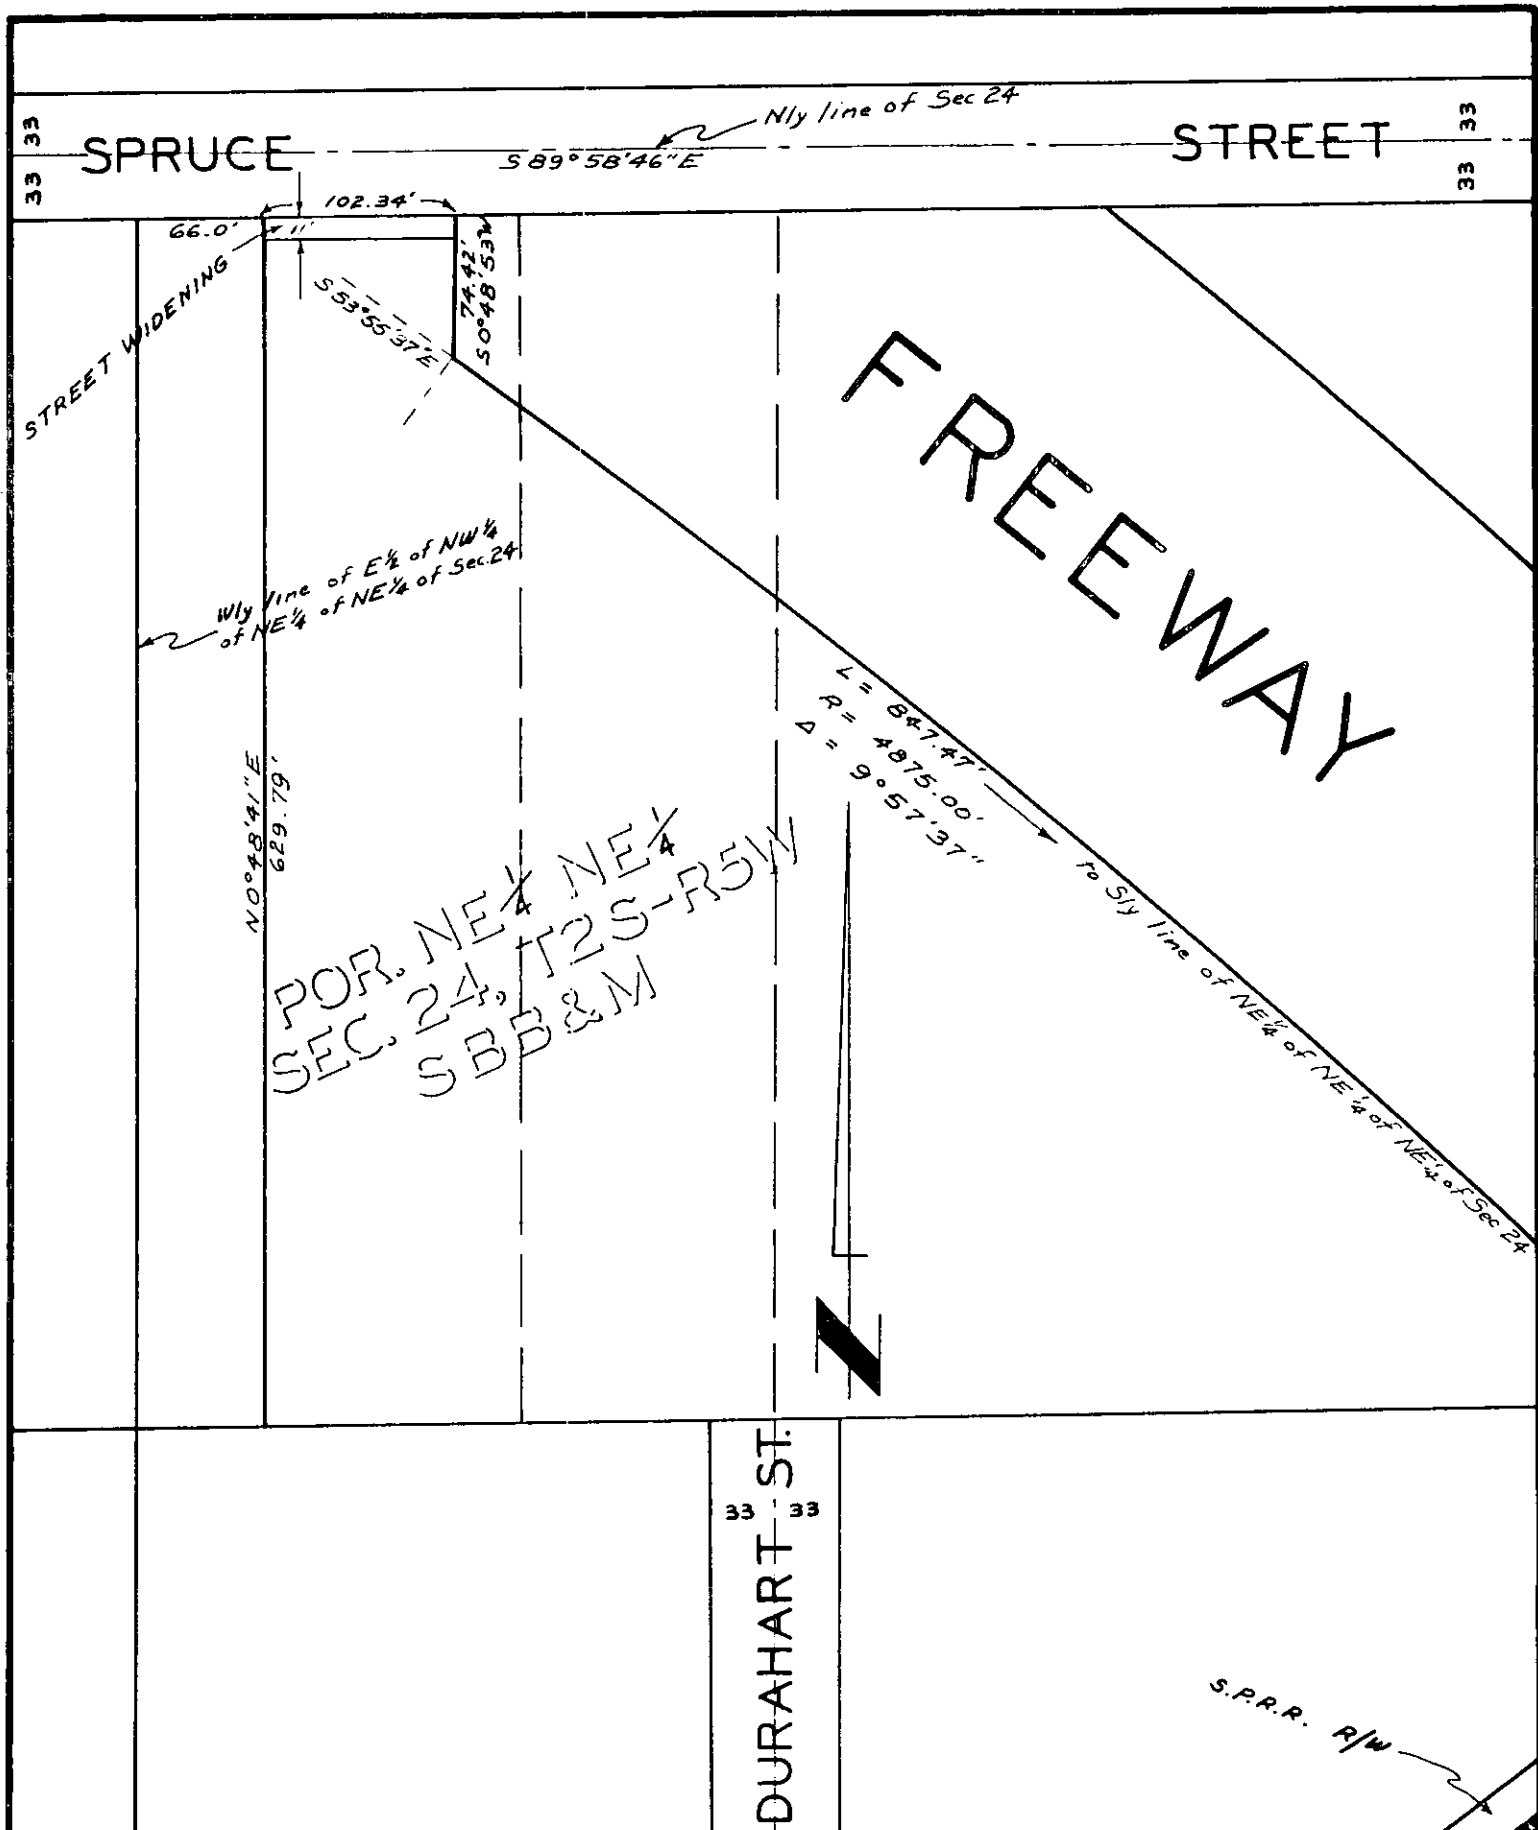 Nly line of Sec 24
33
33
SPRUCE
S 89° 58' 46" E
STREET
33
33
102.34'
66.0'
11'
STREET WIDENING
S 53° 55' 37" E
74.42'
S 0° 48' 53" W
FREEWAY
Wly line of E½ of NW¼
of NE¼ of NE¼ of Sec. 24
N 0° 48' 41" E
629.79'
L = 847.47'
R = 4875.00'
Δ = 9° 57' 37"
to Sly line of NE¼ of NE¼ of NE¼ of Sec 24
POR. NE¼ NE¼
SEC. 24, T2S-R5W
SBB&M
N
33 33
DURAHART ST.
S.P.R.R. R/W